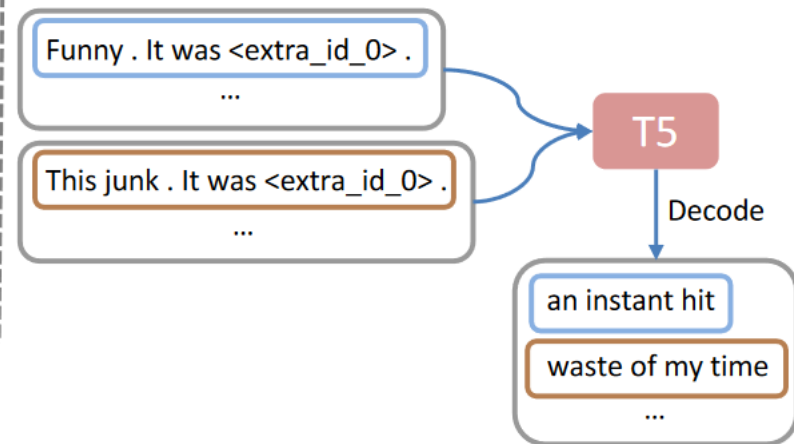 Funny . It was <extra_id_0> .
...
This junk . It was <extra_id_0> .
...
T5
Decode
an instant hit
waste of my time
...